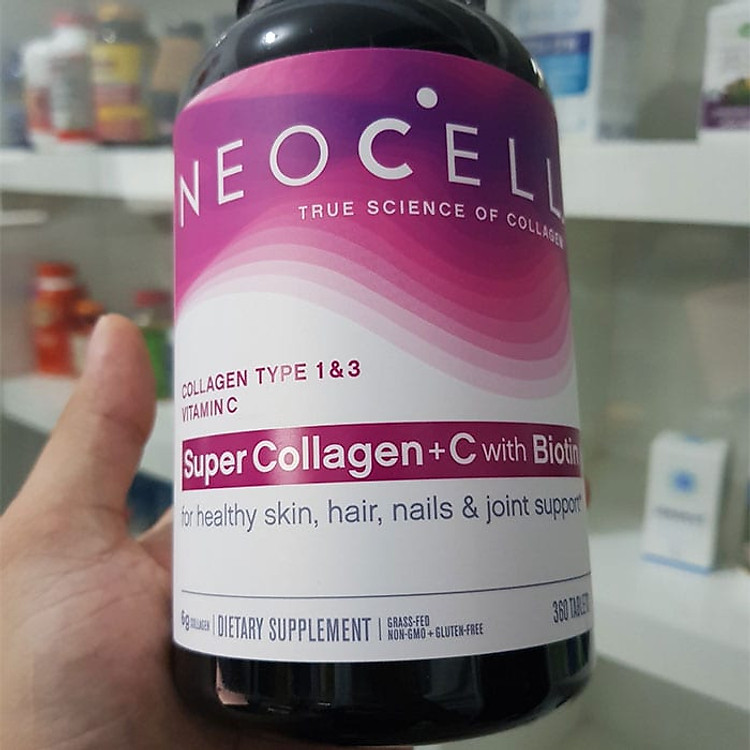 NEOCELL
TRUE SCIENCE OF COLLAGEN
COLLAGEN TYPE 1 & 3
VITAMIN C
Super Collagen + C with Biotin
for healthy skin, hair, nails & joint support*
6g COLLAGEN | DIETARY SUPPLEMENT | GRASS-FED
NON-GMO + GLUTEN-FREE
360 TABLETS